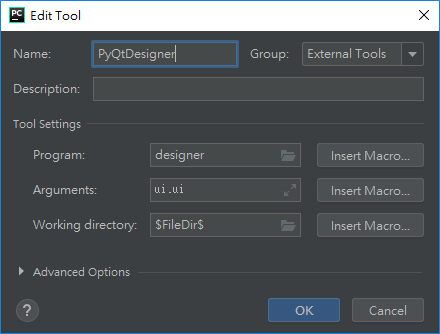 PC Edit Tool
Name: PyQtDesigner Group: External Tools
Description:
Tool Settings
Program: designer Insert Macro...
Arguments: ui.ui Insert Macro...
Working directory: $FileDir$ Insert Macro...
Advanced Options
? OK Cancel